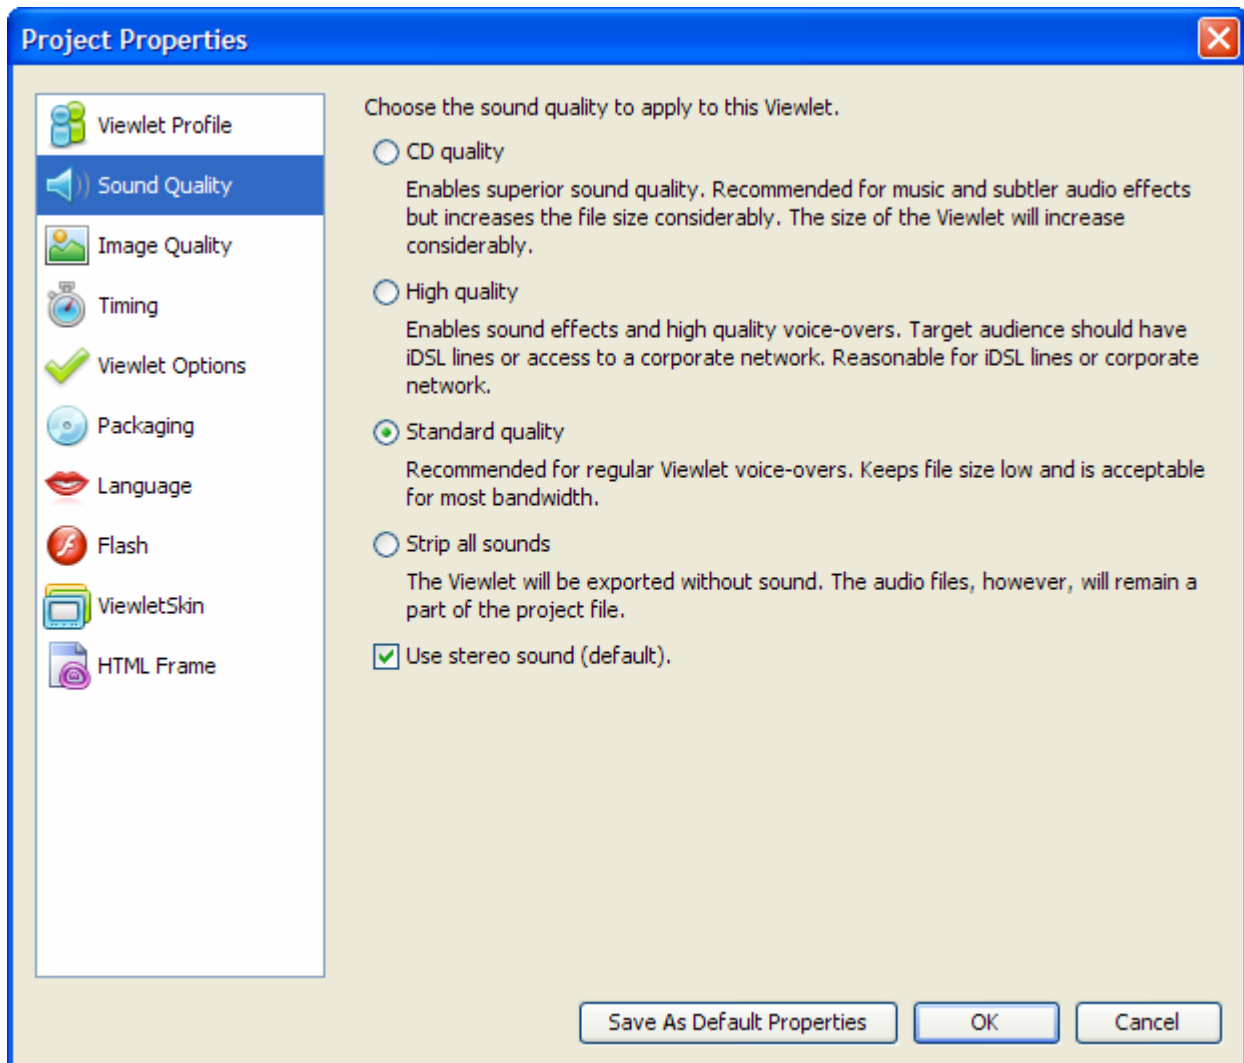 Project Properties
Viewlet Profile
Sound Quality
Image Quality
Timing
Viewlet Options
Packaging
Language
Flash
ViewletSkin
HTML Frame
Choose the sound quality to apply to this Viewlet.
CD quality
Enables superior sound quality. Recommended for music and subtler audio effects
but increases the file size considerably. The size of the Viewlet will increase
considerably.
High quality
Enables sound effects and high quality voice-overs. Target audience should have
iDSL lines or access to a corporate network. Reasonable for iDSL lines or corporate
network.
Standard quality
Recommended for regular Viewlet voice-overs. Keeps file size low and is acceptable
for most bandwidth.
Strip all sounds
The Viewlet will be exported without sound. The audio files, however, will remain a
part of the project file.
Use stereo sound (default).
Save As Default Properties
OK
Cancel